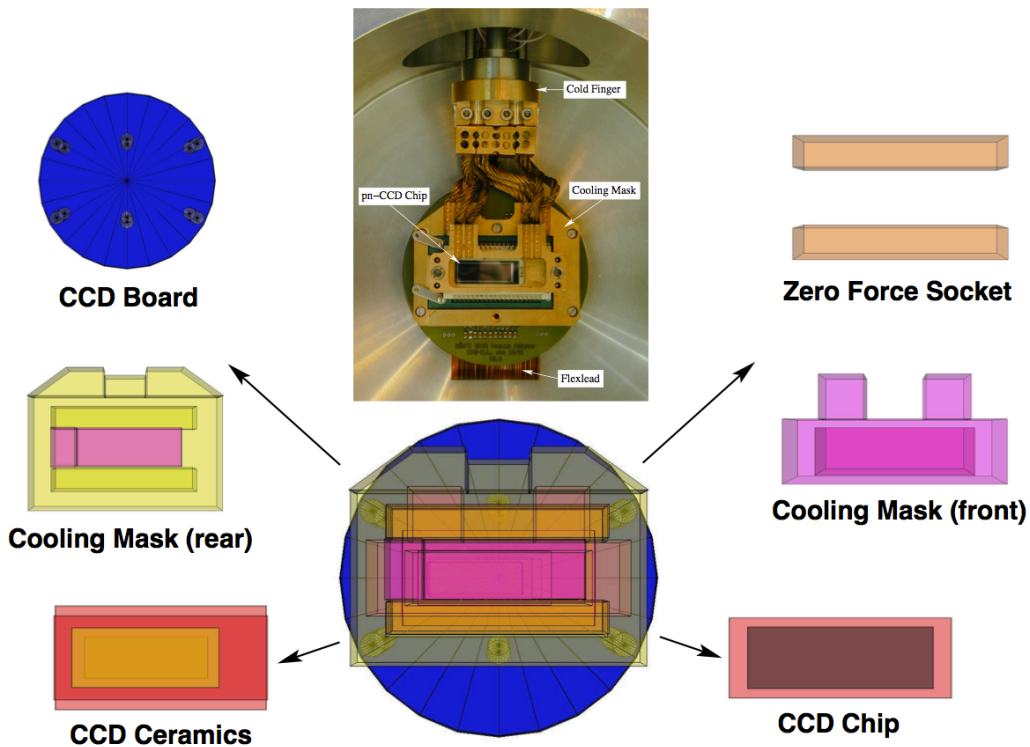 Cold Finger
pn-CCD Chip
Cooling Mask
CCD Board
Zero Force Socket
Flexlead
Cooling Mask (rear)
Cooling Mask (front)
CCD Ceramics
CCD Chip